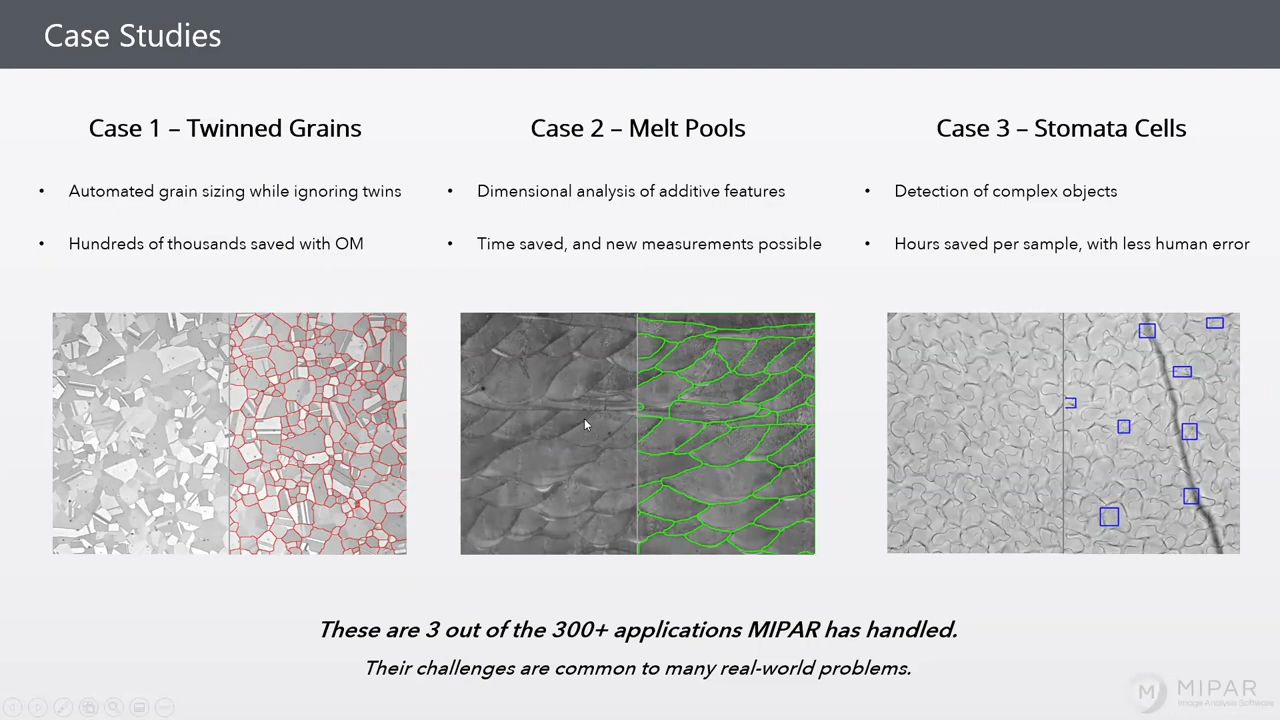 Case Studies
Case 1 – Twinned Grains
• Automated grain sizing while ignoring twins
• Hundreds of thousands saved with OM
Case 2 – Melt Pools
• Dimensional analysis of additive features
• Time saved, and new measurements possible
Case 3 – Stomata Cells
• Detection of complex objects
• Hours saved per sample, with less human error
These are 3 out of the 300+ applications MIPAR has handled.
Their challenges are common to many real-world problems.
M MIPAR
Image Analysis Software